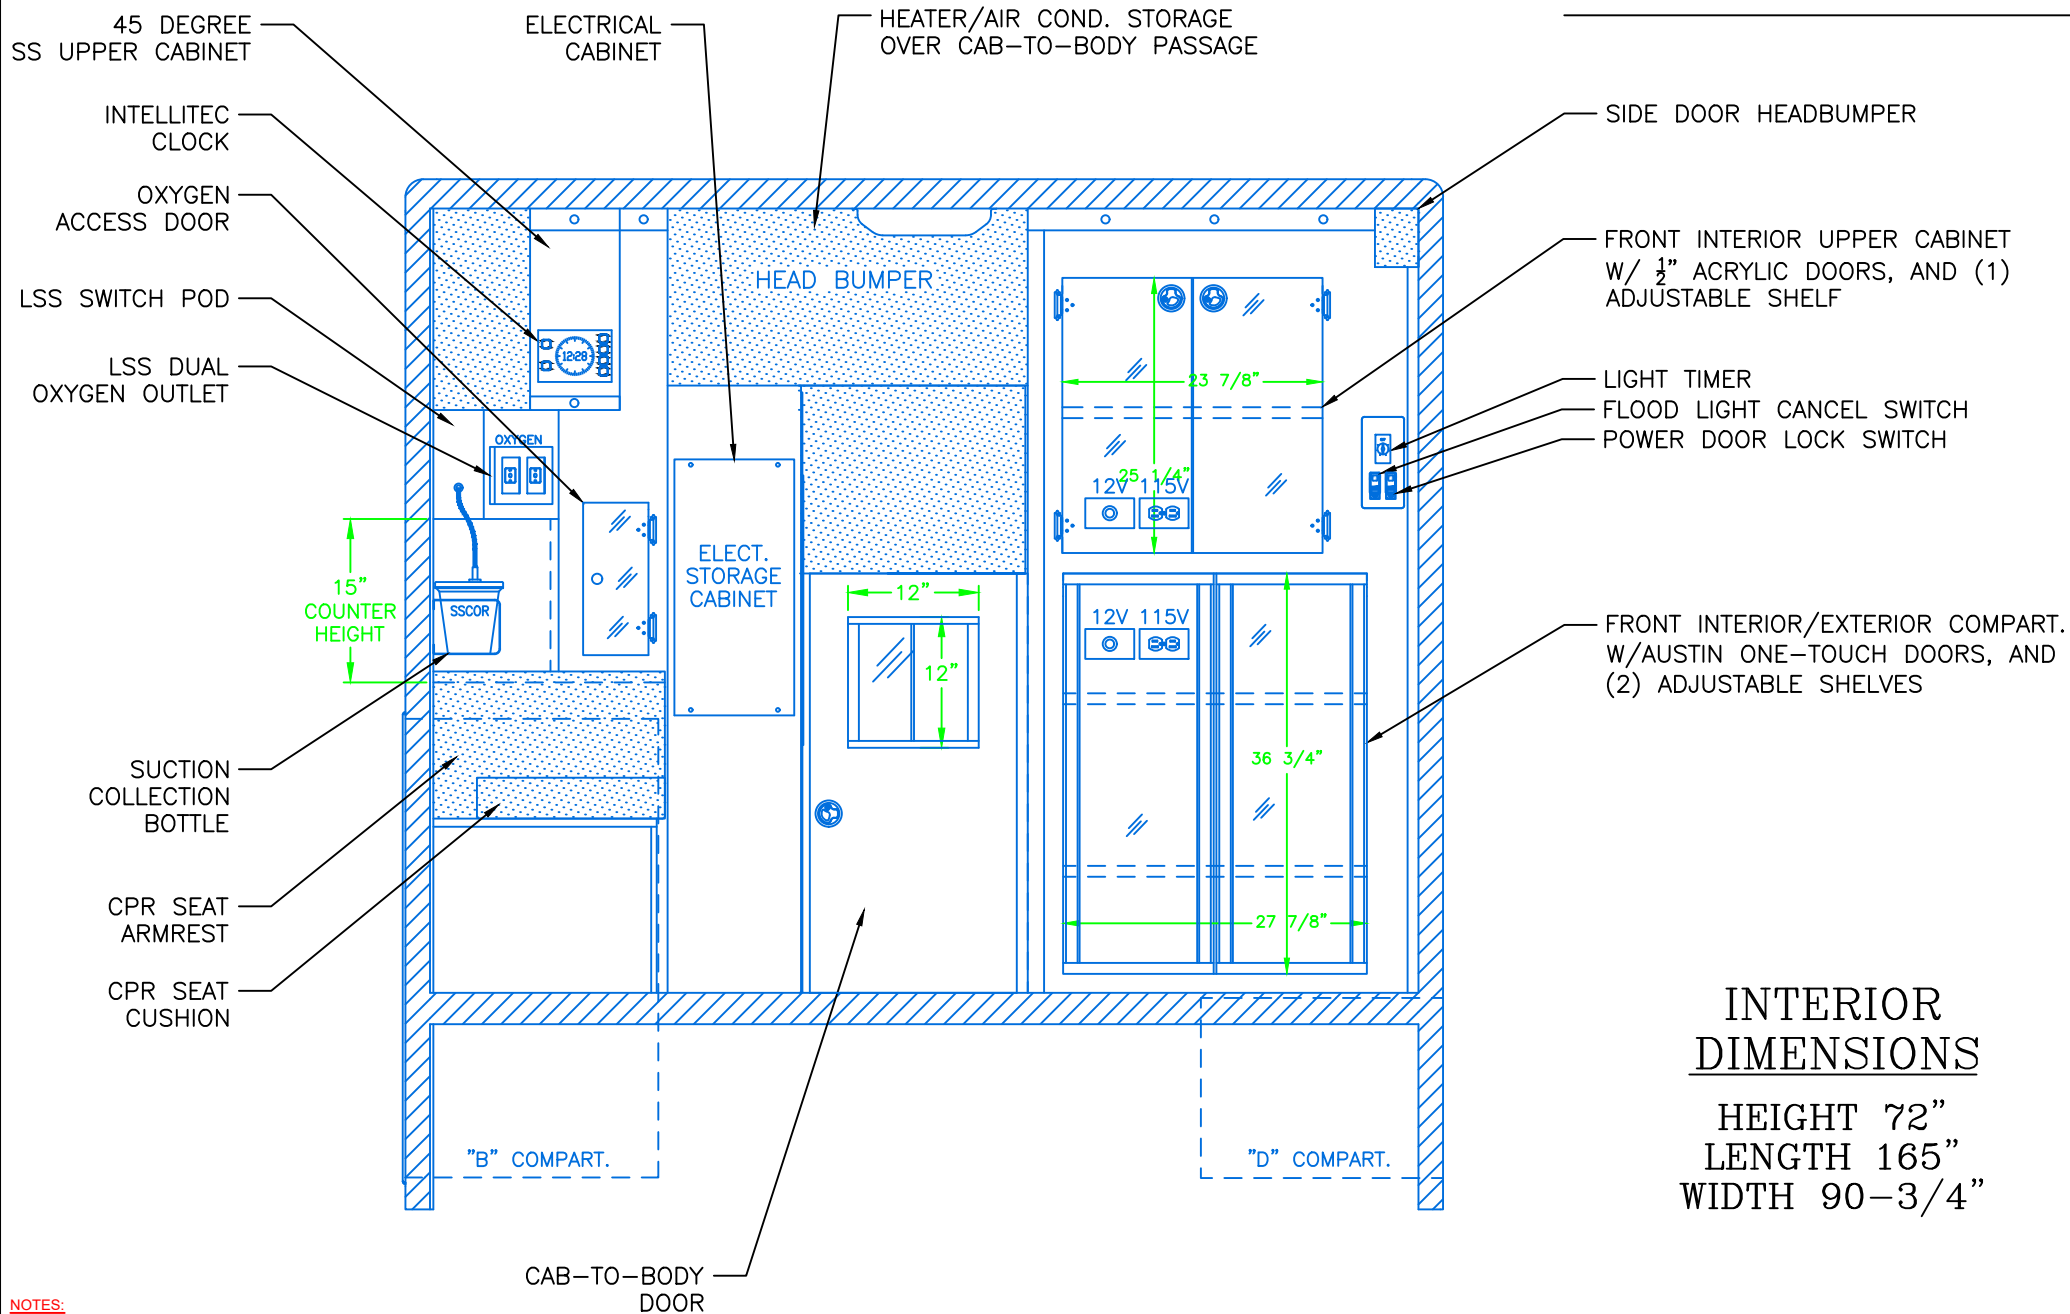 45 DEGREE
SS UPPER CABINET
ELECTRICAL
CABINET
HEATER/AIR COND. STORAGE
OVER CAB-TO-BODY PASSAGE
INTELLITEC
CLOCK
OXYGEN
ACCESS DOOR
LSS SWITCH POD
LSS DUAL
OXYGEN OUTLET
SUCTION
COLLECTION
BOTTLE
CPR SEAT
ARMREST
CPR SEAT
CUSHION
CAB-TO-BODY
DOOR
SIDE DOOR HEADBUMPER
FRONT INTERIOR UPPER CABINET
W/ ½" ACRYLIC DOORS, AND (1)
ADJUSTABLE SHELF
LIGHT TIMER
FLOOD LIGHT CANCEL SWITCH
POWER DOOR LOCK SWITCH
FRONT INTERIOR/EXTERIOR COMPART.
W/AUSTIN ONE-TOUCH DOORS, AND
(2) ADJUSTABLE SHELVES
HEAD BUMPER
12:28
OXYGEN
SSCOR
15"
COUNTER
HEIGHT
ELECT.
STORAGE
CABINET
12"
12"
23 7/8"
25 1/4"
12V 115V
12V 115V
36 3/4"
27 7/8"
"B" COMPART.
"D" COMPART.
INTERIOR
DIMENSIONS
HEIGHT 72"
LENGTH 165"
WIDTH 90-3/4"
NOTES: